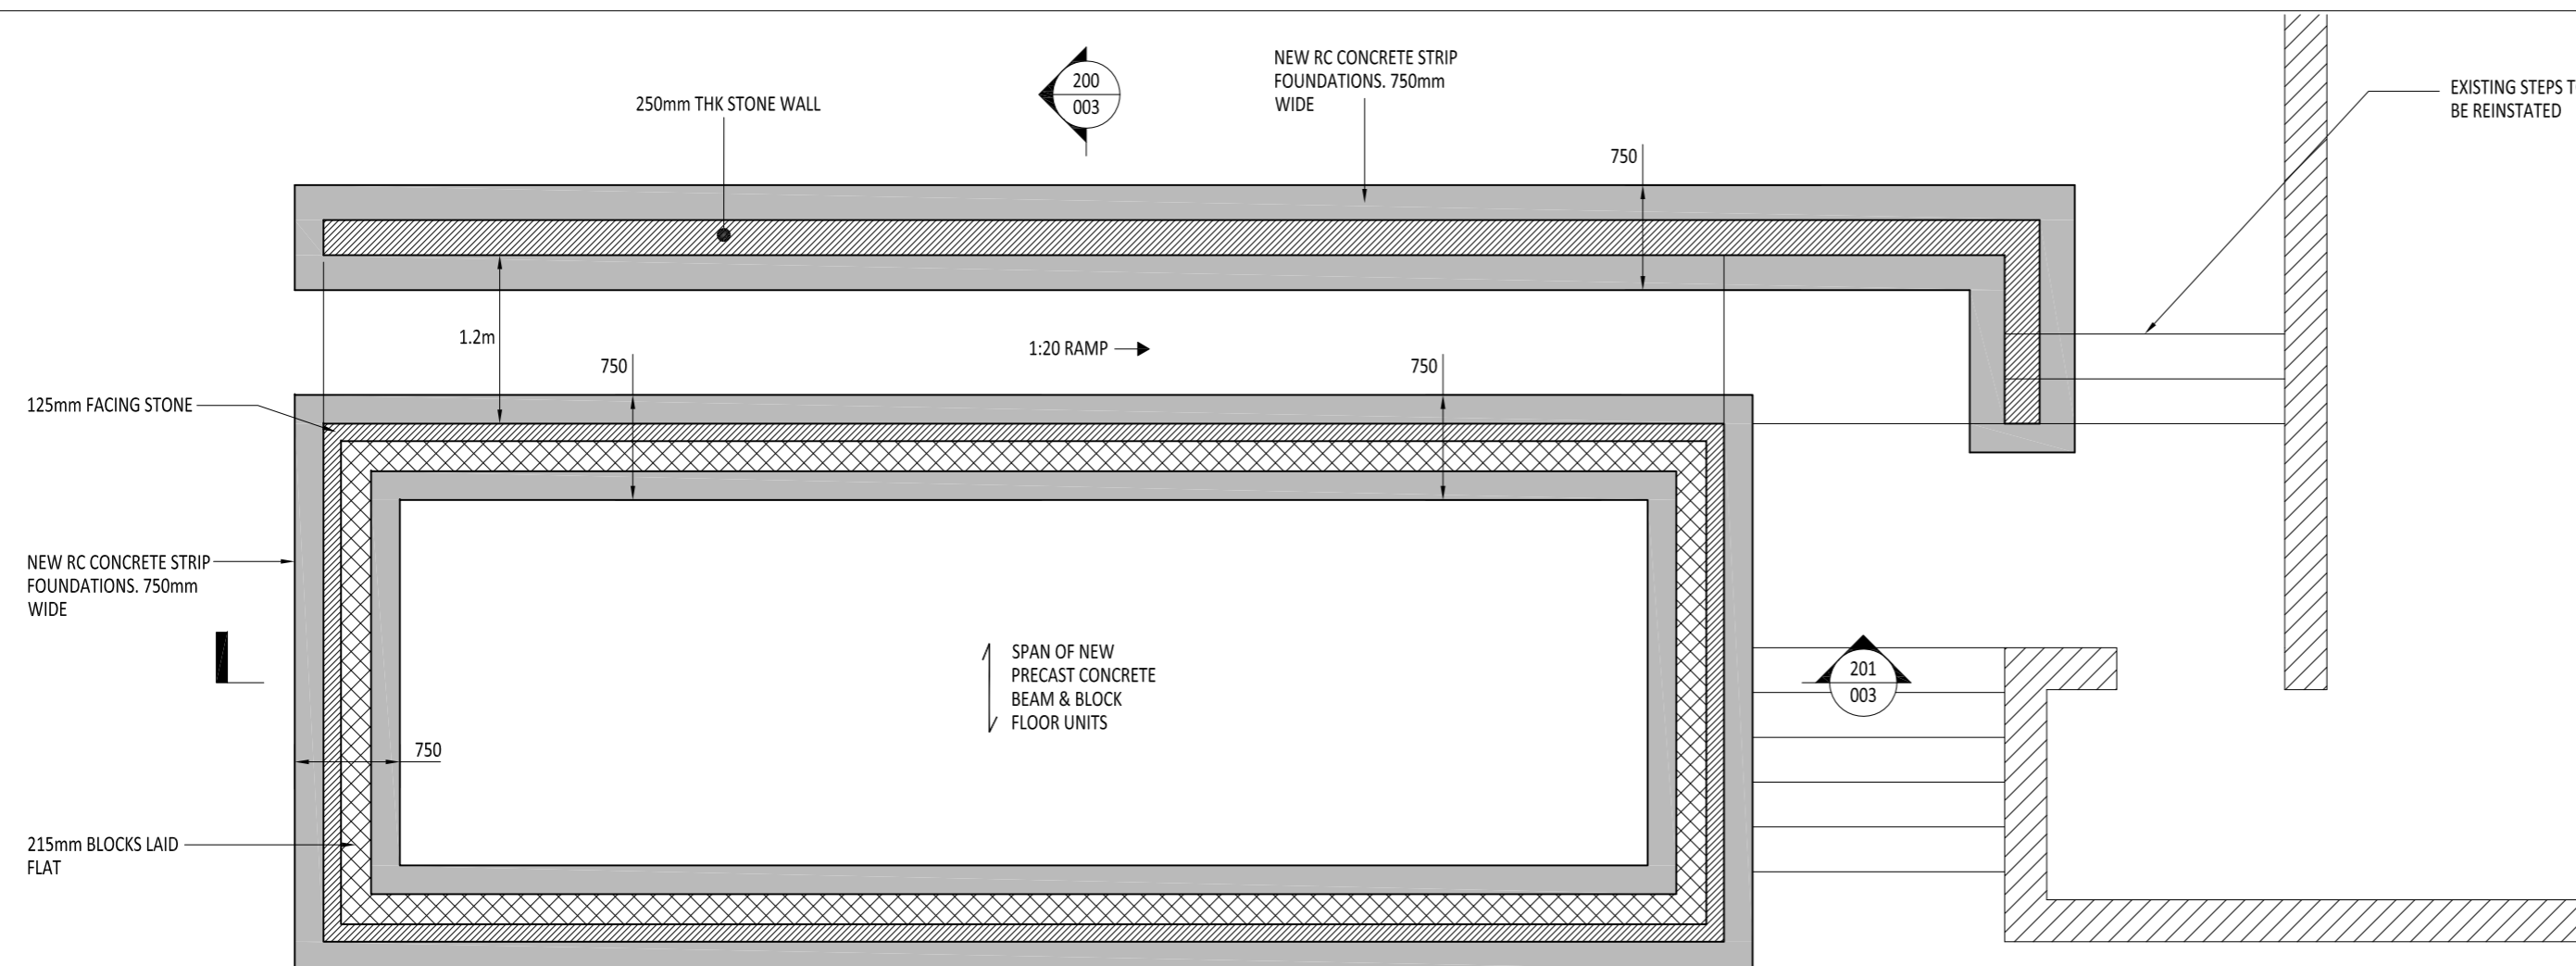 200
003
NEW RC CONCRETE STRIP
FOUNDATIONS. 750mm
WIDE
250mm THK STONE WALL
EXISTING STEPS T
BE REINSTATED
750
1.2m
1:20 RAMP
750
750
125mm FACING STONE
NEW RC CONCRETE STRIP
FOUNDATIONS. 750mm
WIDE
SPAN OF NEW
PRECAST CONCRETE
BEAM & BLOCK
FLOOR UNITS
201
003
750
215mm BLOCKS LAID
FLAT